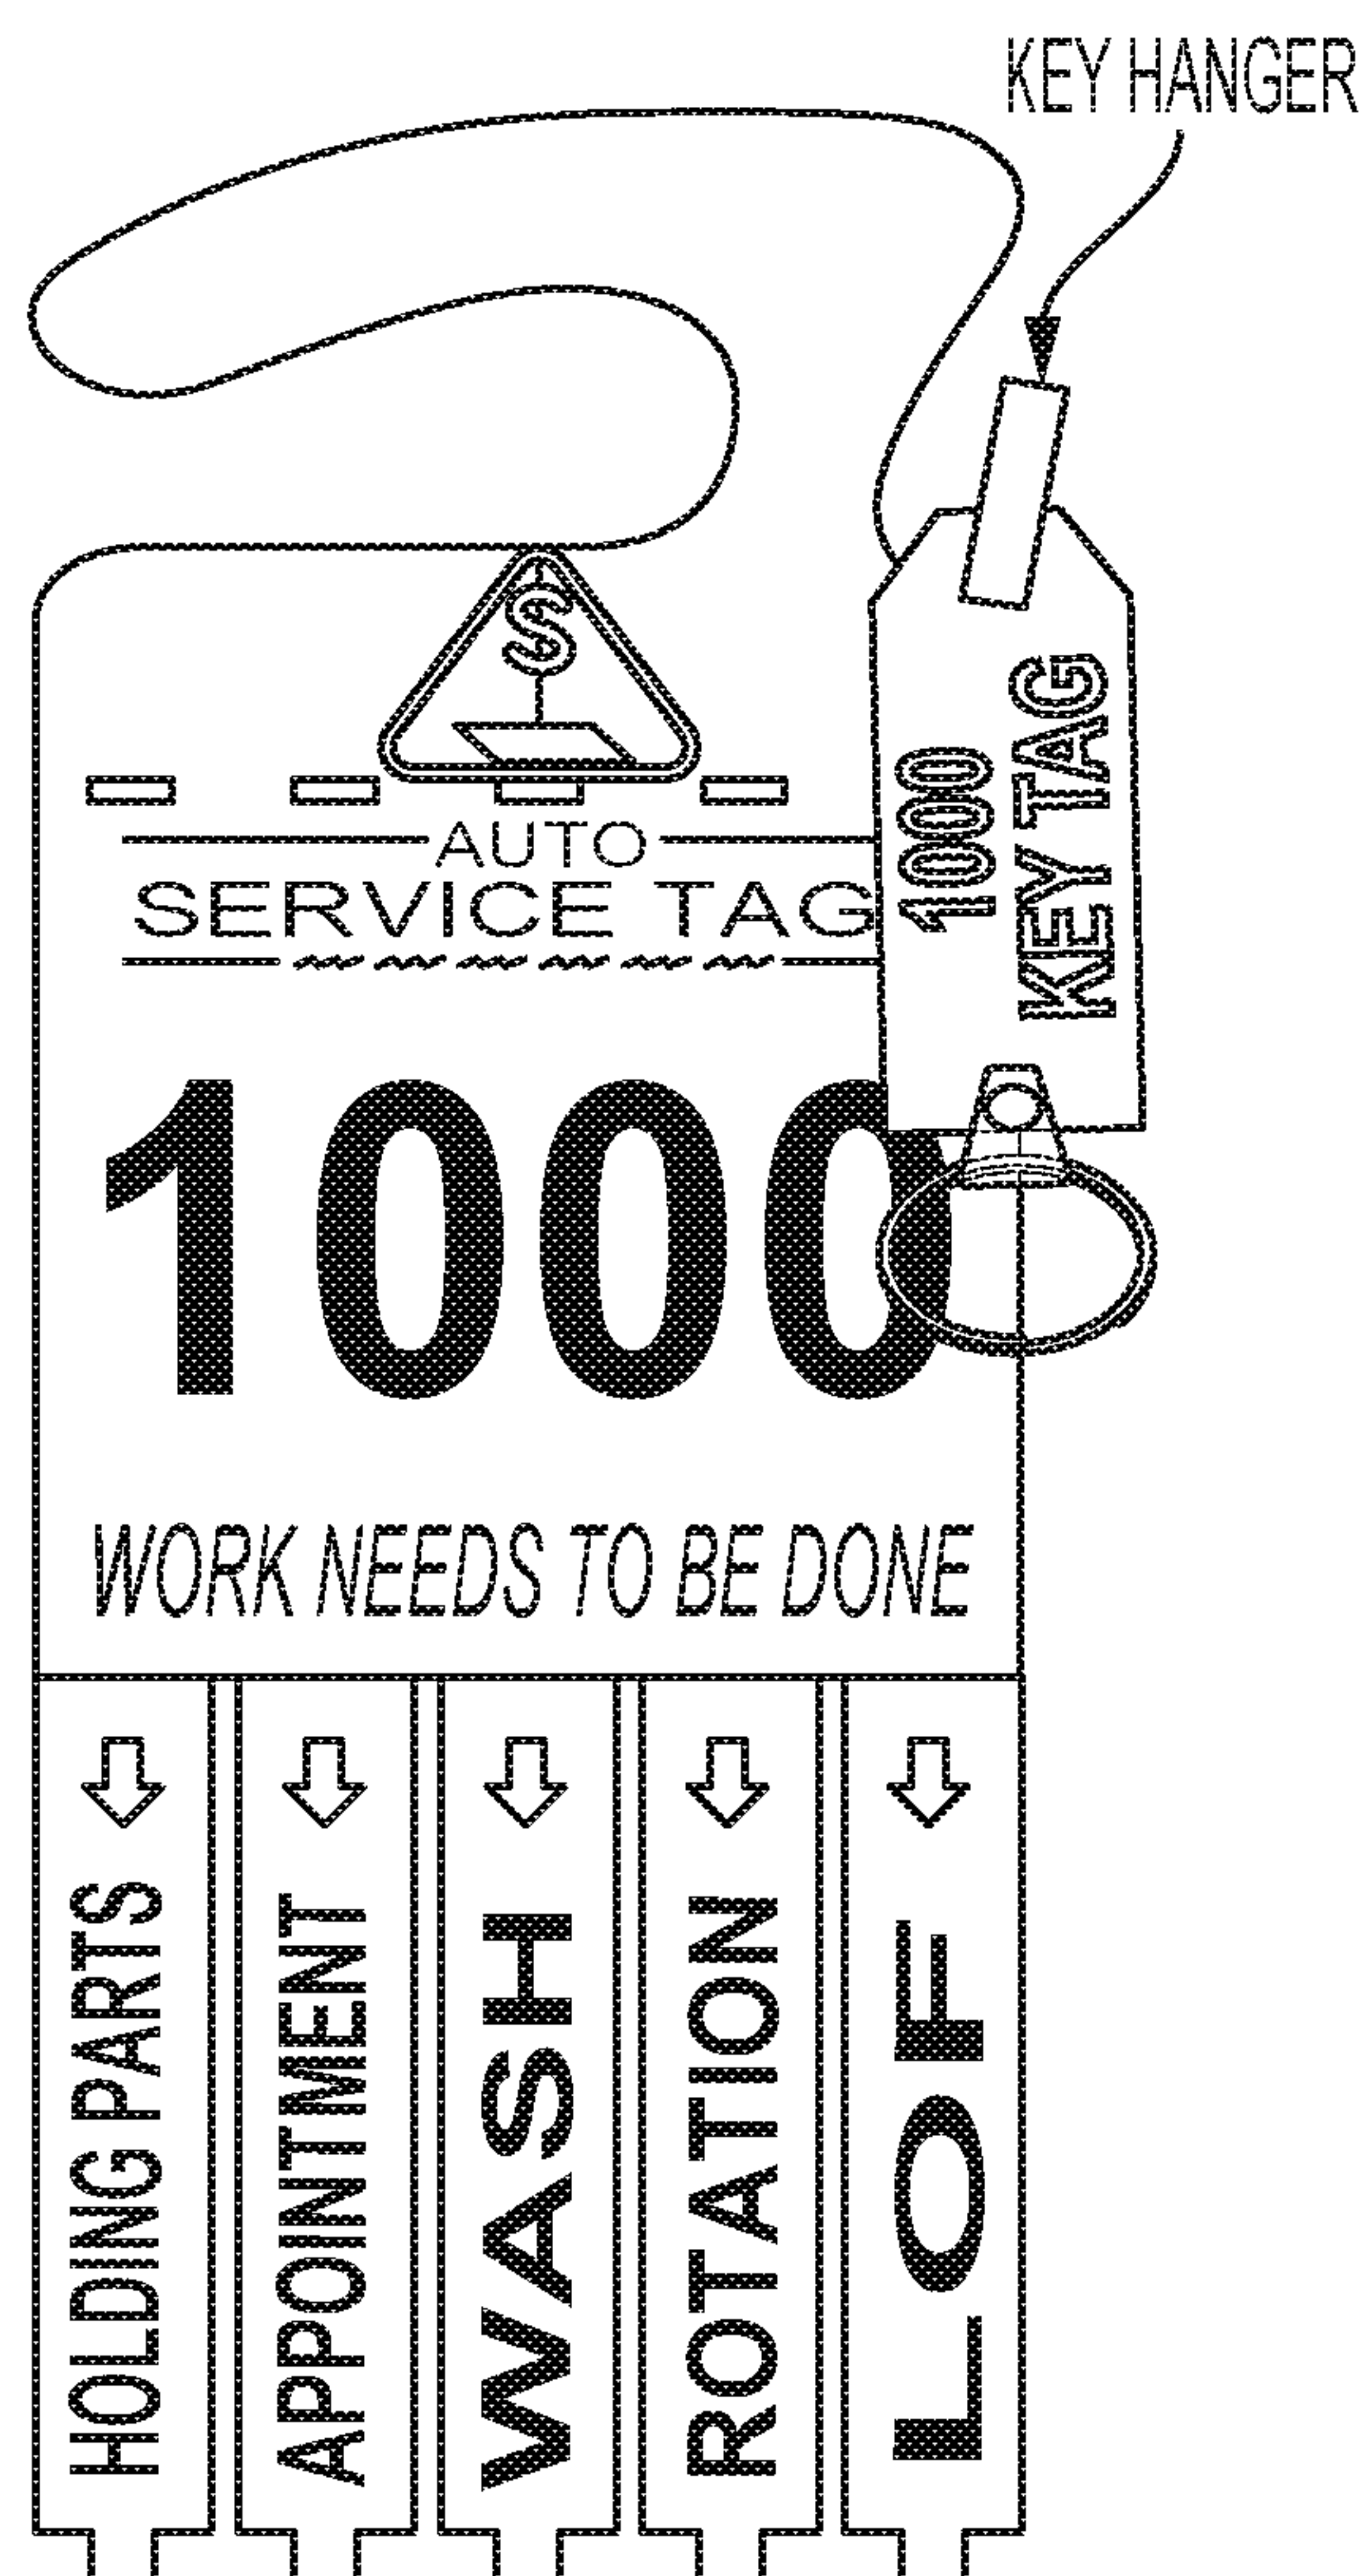 KEY HANGER
S
AUTO
SERVICE TAG
1000
KEY TAG
1000
WORK NEEDS TO BE DONE
HOLDING PARTS
APPOINTMENT
WASH
ROTATION
LOF